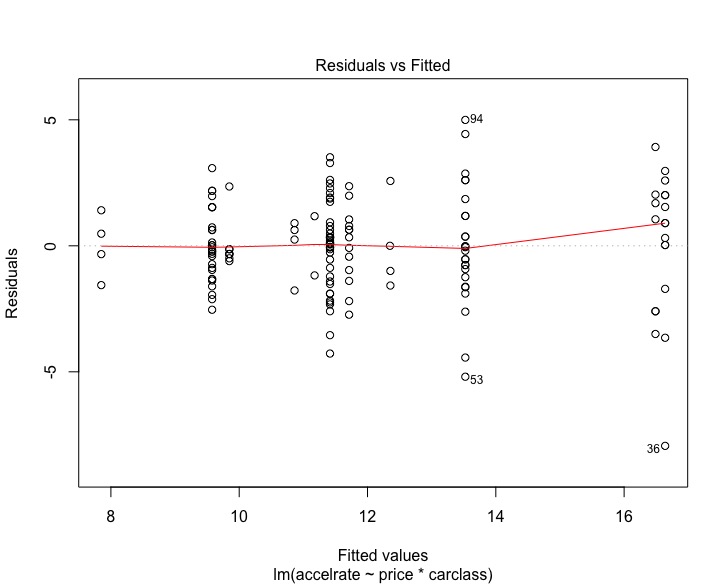 Residuals vs Fitted
Residuals
5
0
-5
94
53
36
8 10 12 14 16
Fitted values
lm(accelrate ~ price * carclass)